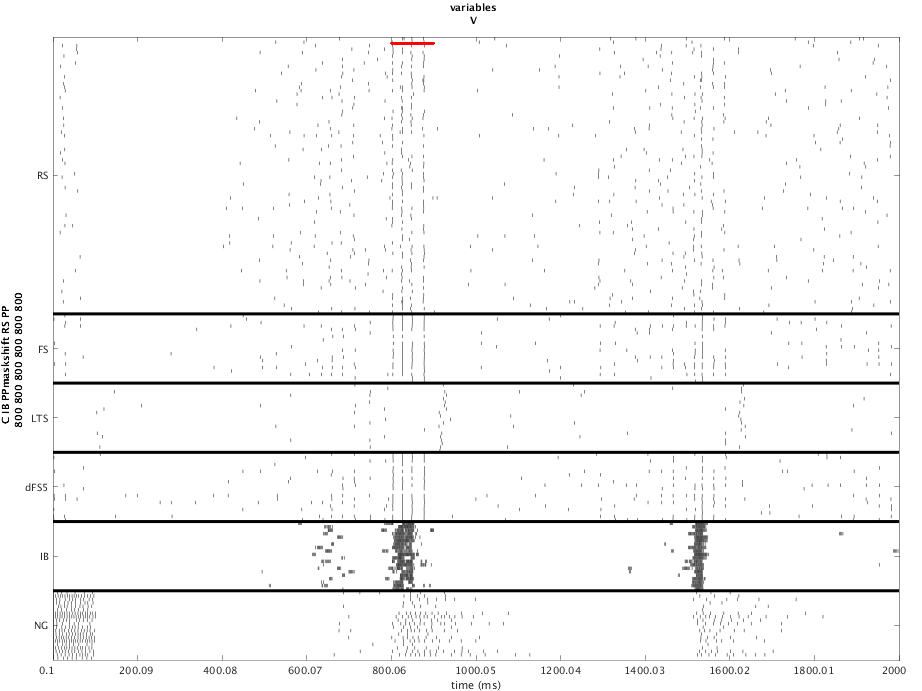 variables
V
C IB PPmaskshift RS PP
800 800 800 800 800 800
RS
FS
LTS
dFS5
IB
NG
0.1 200.09 400.08 600.07 800.06 1000.05 1200.04 1400.03 1600.02 1800.01 2000
time (ms)